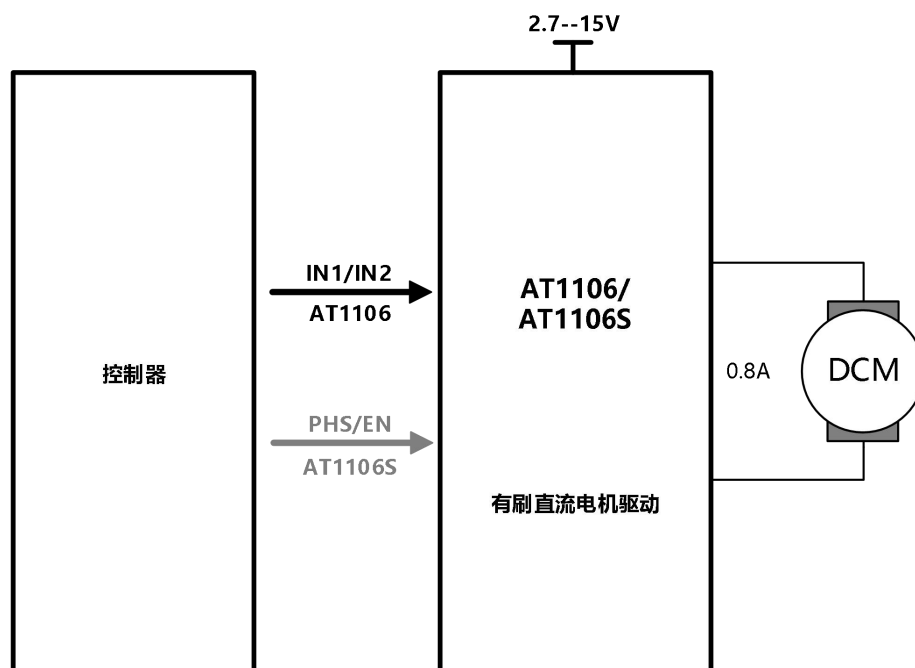 2.7--15V
IN1/IN2
AT1106
AT1106/
AT1106S
控制器
0.8A
DCM
PHS/EN
AT1106S
有刷直流电机驱动